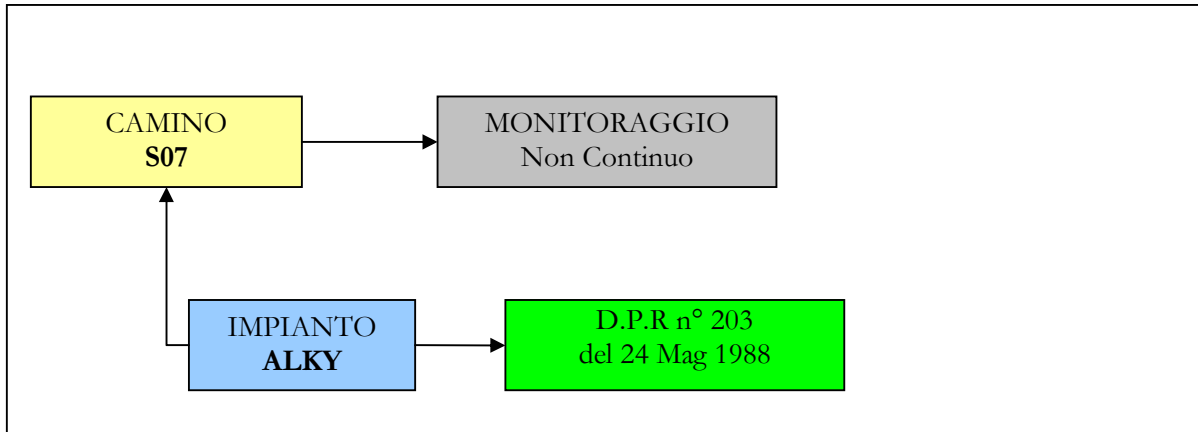 CAMINO
S07
MONITORAGGIO
Non Continuo
IMPIANTO
ALKY
D.P.R n° 203
del 24 Mag 1988